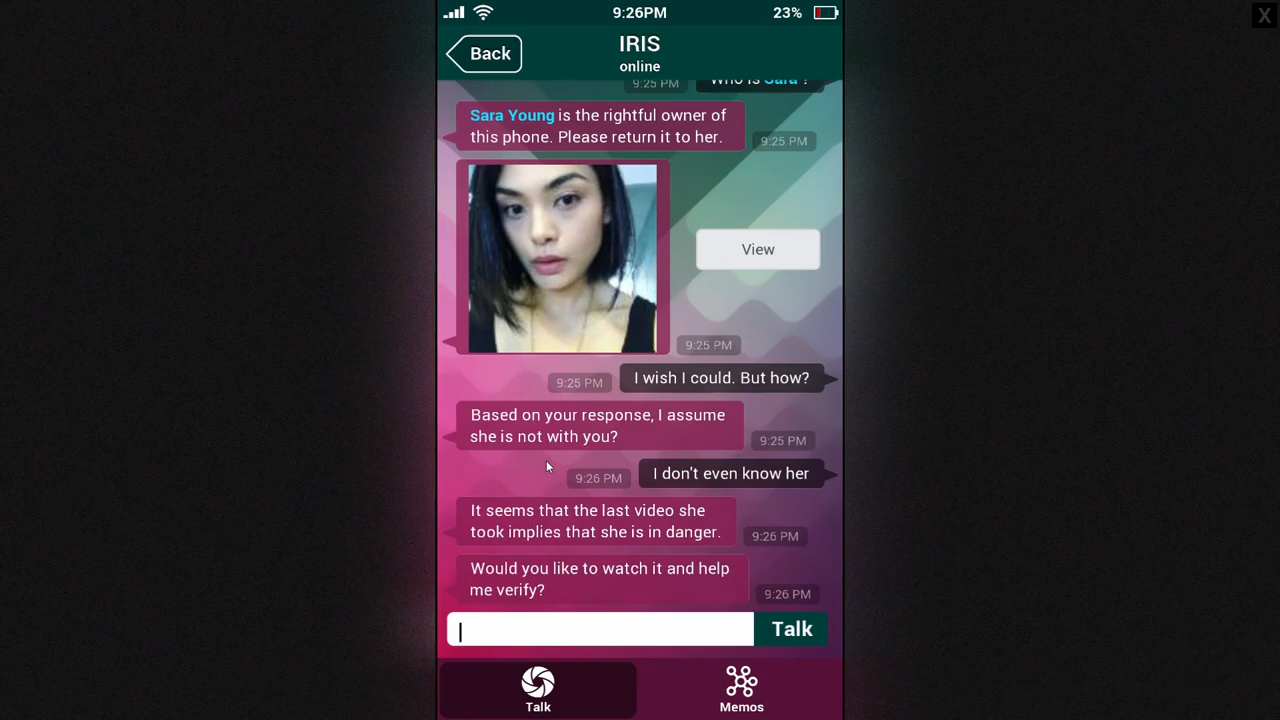 9:26PM
23%
X
Back
IRIS
online
9:25 PM
Who is Sara ?
Sara Young is the rightful owner of
this phone. Please return it to her.
9:25 PM
View
9:25 PM
9:25 PM
I wish I could. But how?
Based on your response, I assume
she is not with you?
9:25 PM
9:26 PM
I don't even know her
It seems that the last video she
took implies that she is in danger.
9:26 PM
Would you like to watch it and help
me verify?
9:26 PM
Talk
Talk
Memos